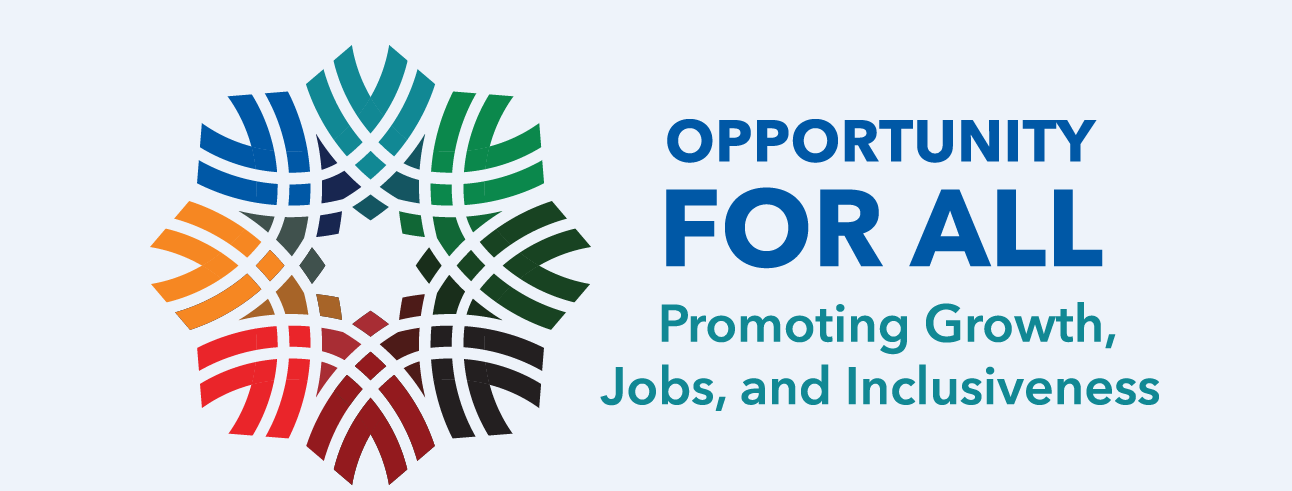 OPPORTUNITY
FOR ALL
Promoting Growth,
Jobs, and Inclusiveness